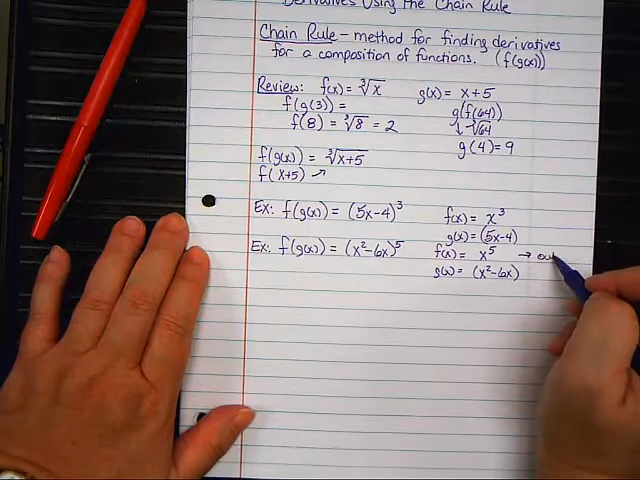 Derivatives Using the Chain Rule
Chain Rule - method for finding derivatives
for a composition of functions. (f(g(x))
Review: f(x) = ∛x g(x) = x + 5
f(g(3)) = g(f(64))
f(8) = ∛8 = 2 ↓ ∛64
g(4) = 9
f(g(x)) = ∛x+5
f(x+5) ↗
Ex: f(g(x)) = (5x-4)³ f(x) = x³
g(x) = (5x-4)
Ex: f(g(x)) = (x²-6x)⁵ f(x) = x⁵ → ou
g(x) = (x²-6x)